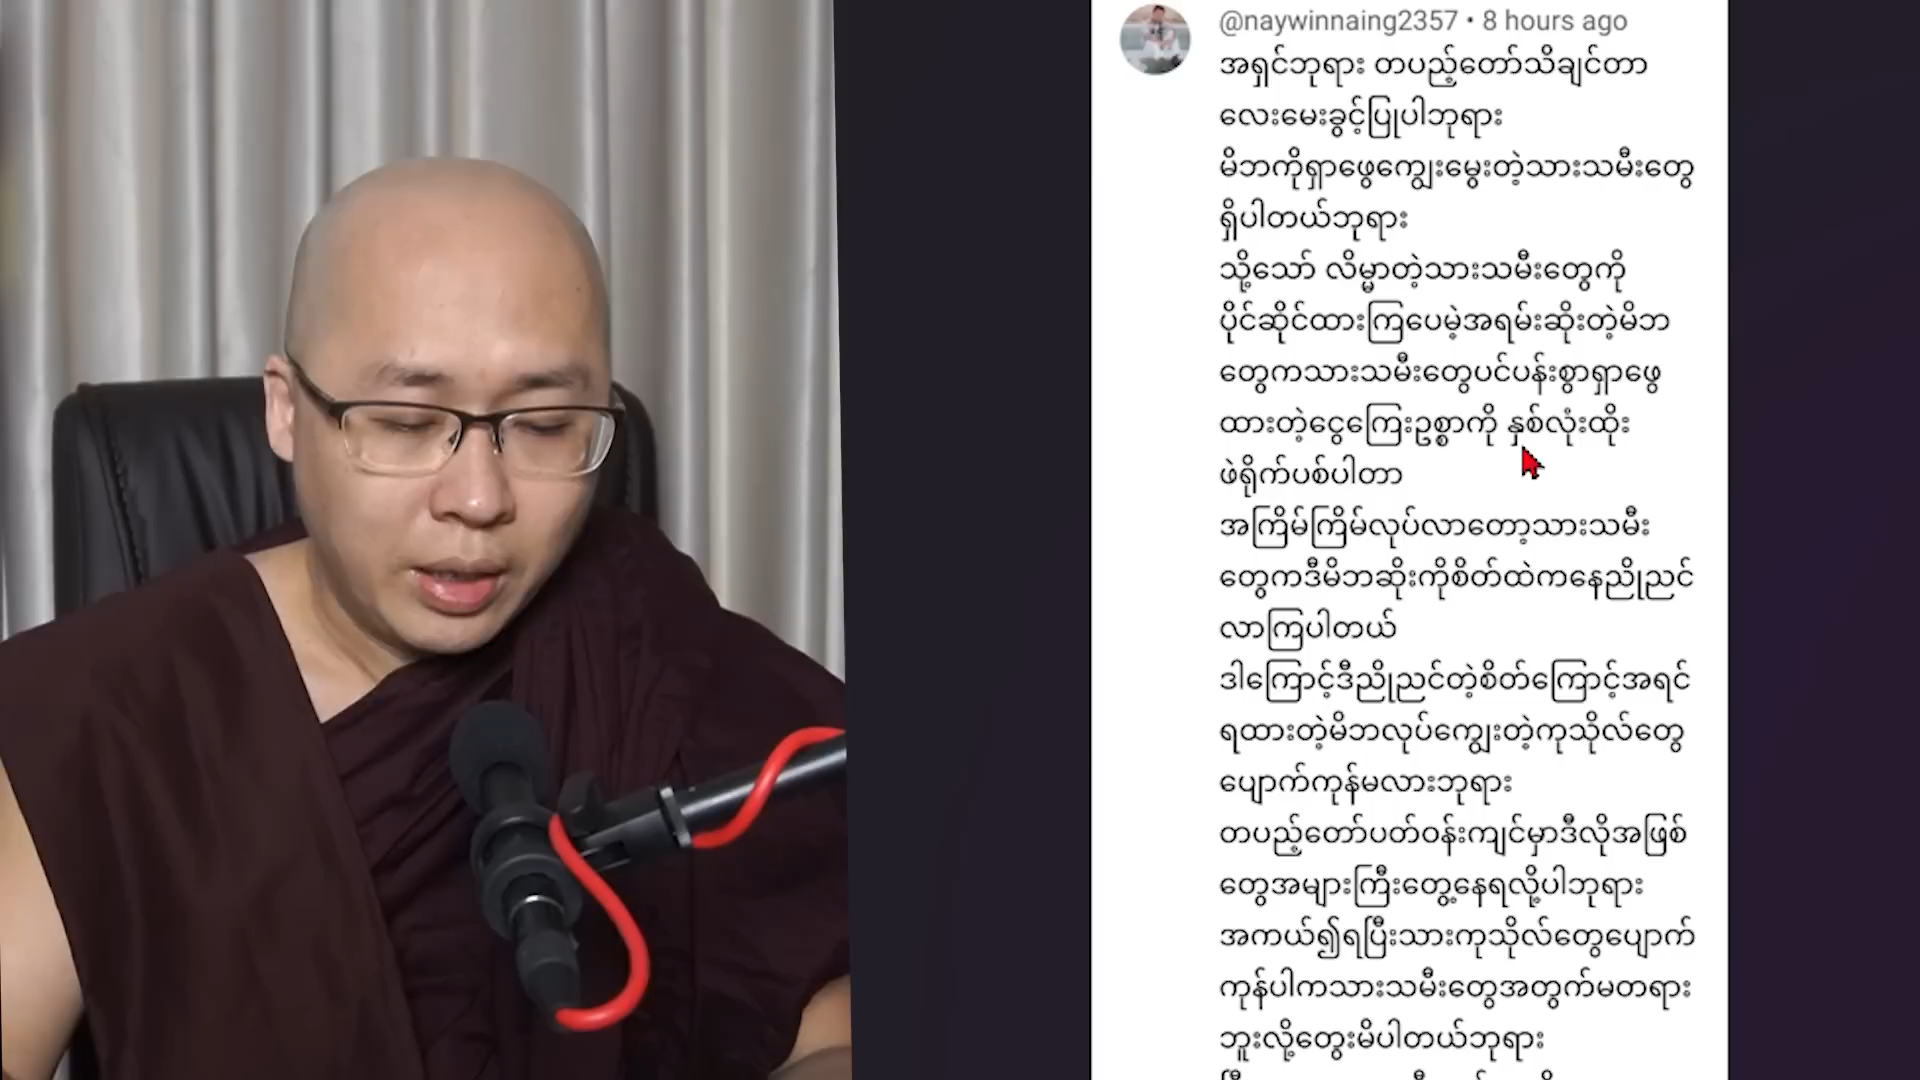 @naywinnaing2357 • 8 hours ago
အရှင်ဘုရား တပည့်တော်သိချင်တာ
လေးမေးခွင့်ပြုပါဘုရား
မိဘကိုရှာဖွေကျွေးမွေးတဲ့သားသမီးတွေ
ရှိပါတယ်ဘုရား
သို့သော် လိမ္မာတဲ့သားသမီးတွေကို
ပိုင်ဆိုင်ထားကြပေမဲ့အရမ်းဆိုးတဲ့မိဘ
တွေကသားသမီးတွေပင်ပန်းစွာရှာဖွေ
ထားတဲ့ငွေကြေးဥစ္စာကို နှစ်လုံးထိုး
ဖဲရိုက်ပစ်ပါတာ
အကြိမ်ကြိမ်လုပ်လာတော့သားသမီး
တွေကဒီမိဘဆိုးကိုစိတ်ထဲကနေညိုညင်
လာကြပါတယ်
ဒါကြောင့်ဒီညိုညင်တဲ့စိတ်ကြောင့်အရင်
ရထားတဲ့မိဘလုပ်ကျွေးတဲ့ကုသိုလ်တွေ
ပျောက်ကုန်မလားဘုရား
တပည့်တော်ပတ်ဝန်းကျင်မှာဒီလိုအဖြစ်
တွေအများကြီးတွေ့နေရလို့ပါဘုရား
အကယ်၍ရပြီးသားကုသိုလ်တွေပျောက်
ကုန်ပါကသားသမီးတွေအတွက်မတရား
ဘူးလို့တွေးမိပါတယ်ဘုရား